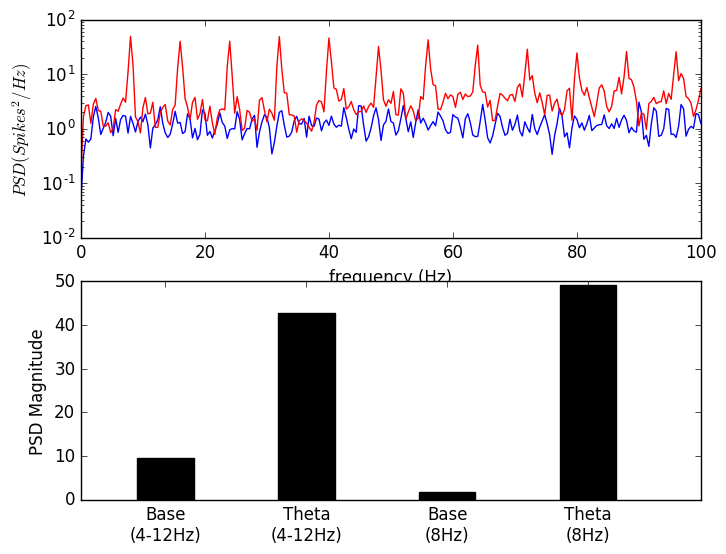 10²
10¹
10⁰
10⁻¹
10⁻²
PSD(Spikes²/Hz)
0 20 40 60 80 100
frequency (Hz)
50
40
30
20
10
0
PSD Magnitude
Base Theta Base Theta
(4-12Hz) (4-12Hz) (8Hz) (8Hz)